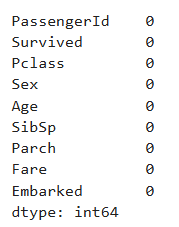 PassengerId    0
Survived       0
Pclass         0
Sex            0
Age            0
SibSp          0
Parch          0
Fare           0
Embarked       0
dtype: int64